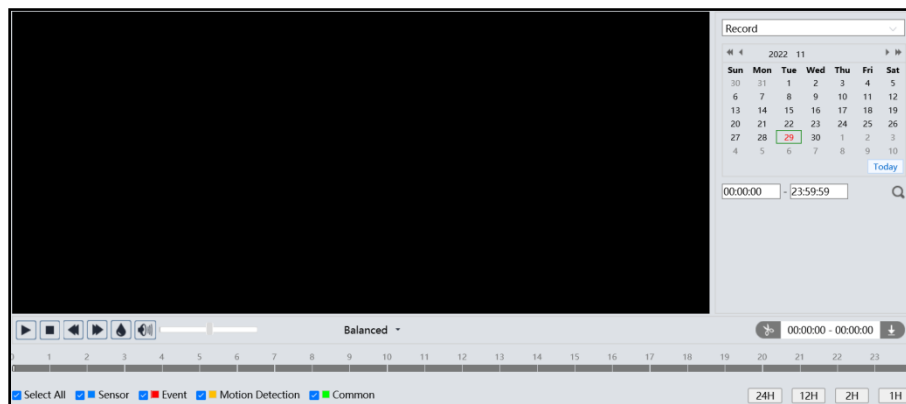 Record
2022 11
Sun Mon Tue Wed Thu Fri Sat
30 31 1 2 3 4 5
6 7 8 9 10 11 12
13 14 15 16 17 18 19
20 21 22 23 24 25 26
27 28 29 30 1 2 3
4 5 6 7 8 9 10
Today
00:00:00 - 23:59:59
Balanced
00:00:00 - 00:00:00
0 1 2 3 4 5 6 7 8 9 10 11 12 13 14 15 16 17 18 19 20 21 22 23
Select All Sensor Event Motion Detection Common
24H 12H 2H 1H